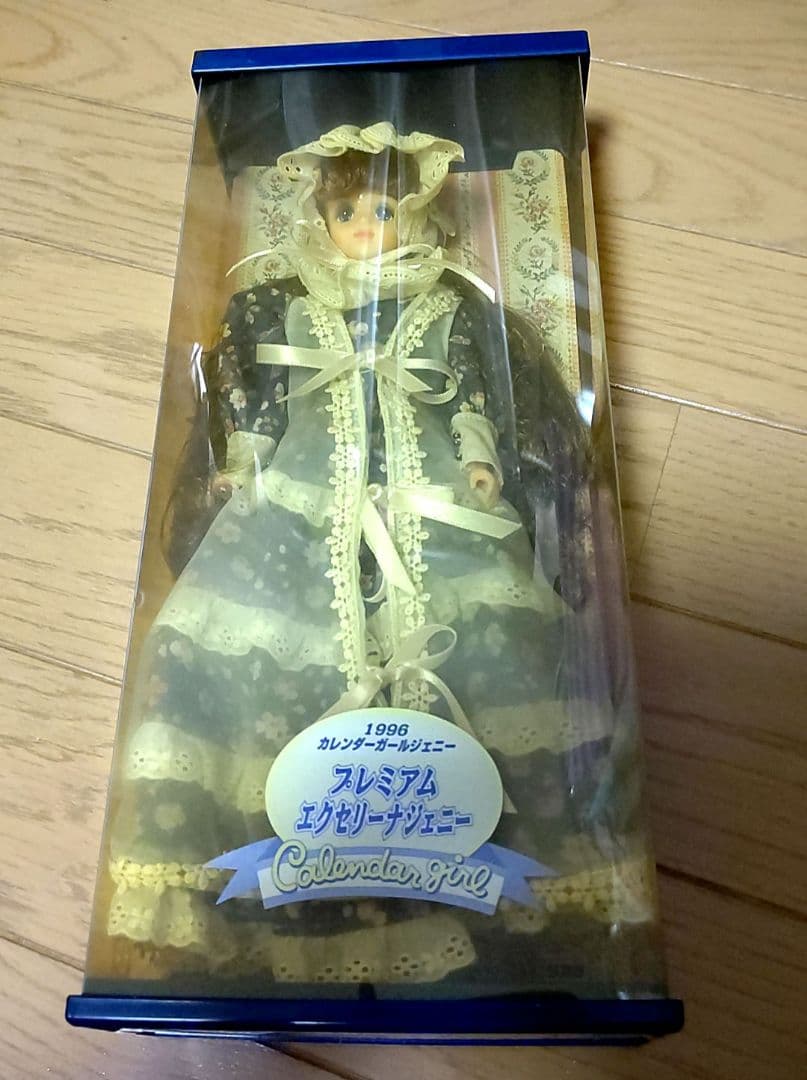 1996
カレンダーガールジェニー
プレミアム
エクセリーナジェニー
Calendar girl